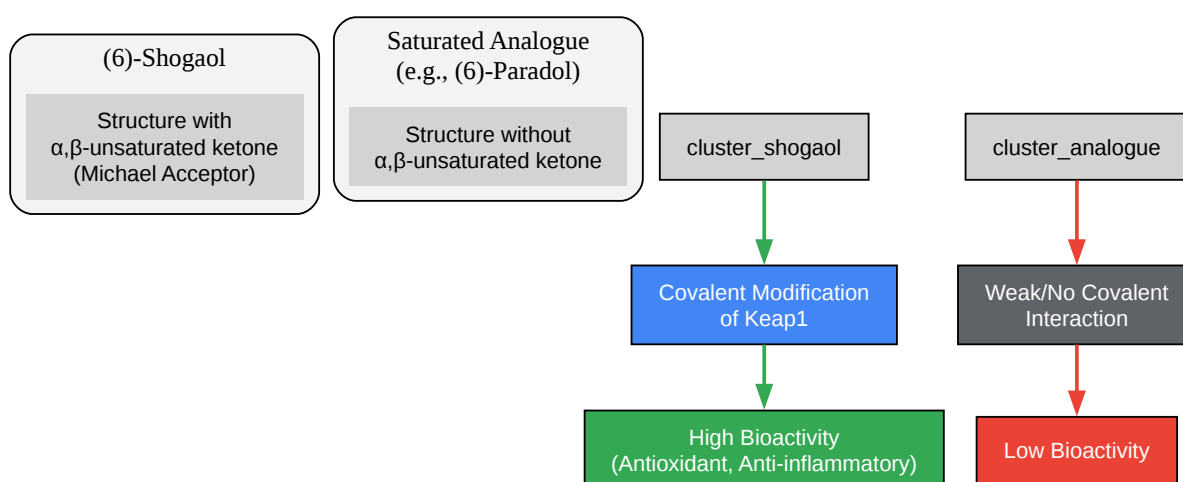 (6)-Shogaol
Structure with
α,β-unsaturated ketone
(Michael Acceptor)
Saturated Analogue
(e.g., (6)-Paradol)
Structure without
α,β-unsaturated ketone
cluster_shogaol
cluster_analogue
Covalent Modification
of Keap1
Weak/No Covalent
Interaction
High Bioactivity
(Antioxidant, Anti-inflammatory)
Low Bioactivity